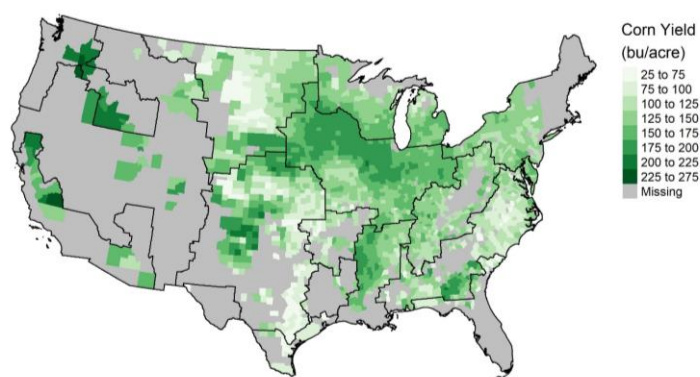 Corn Yield
(bu/acre)
25 to 75
75 to 100
100 to 125
125 to 150
150 to 175
175 to 200
200 to 225
225 to 275
Missing